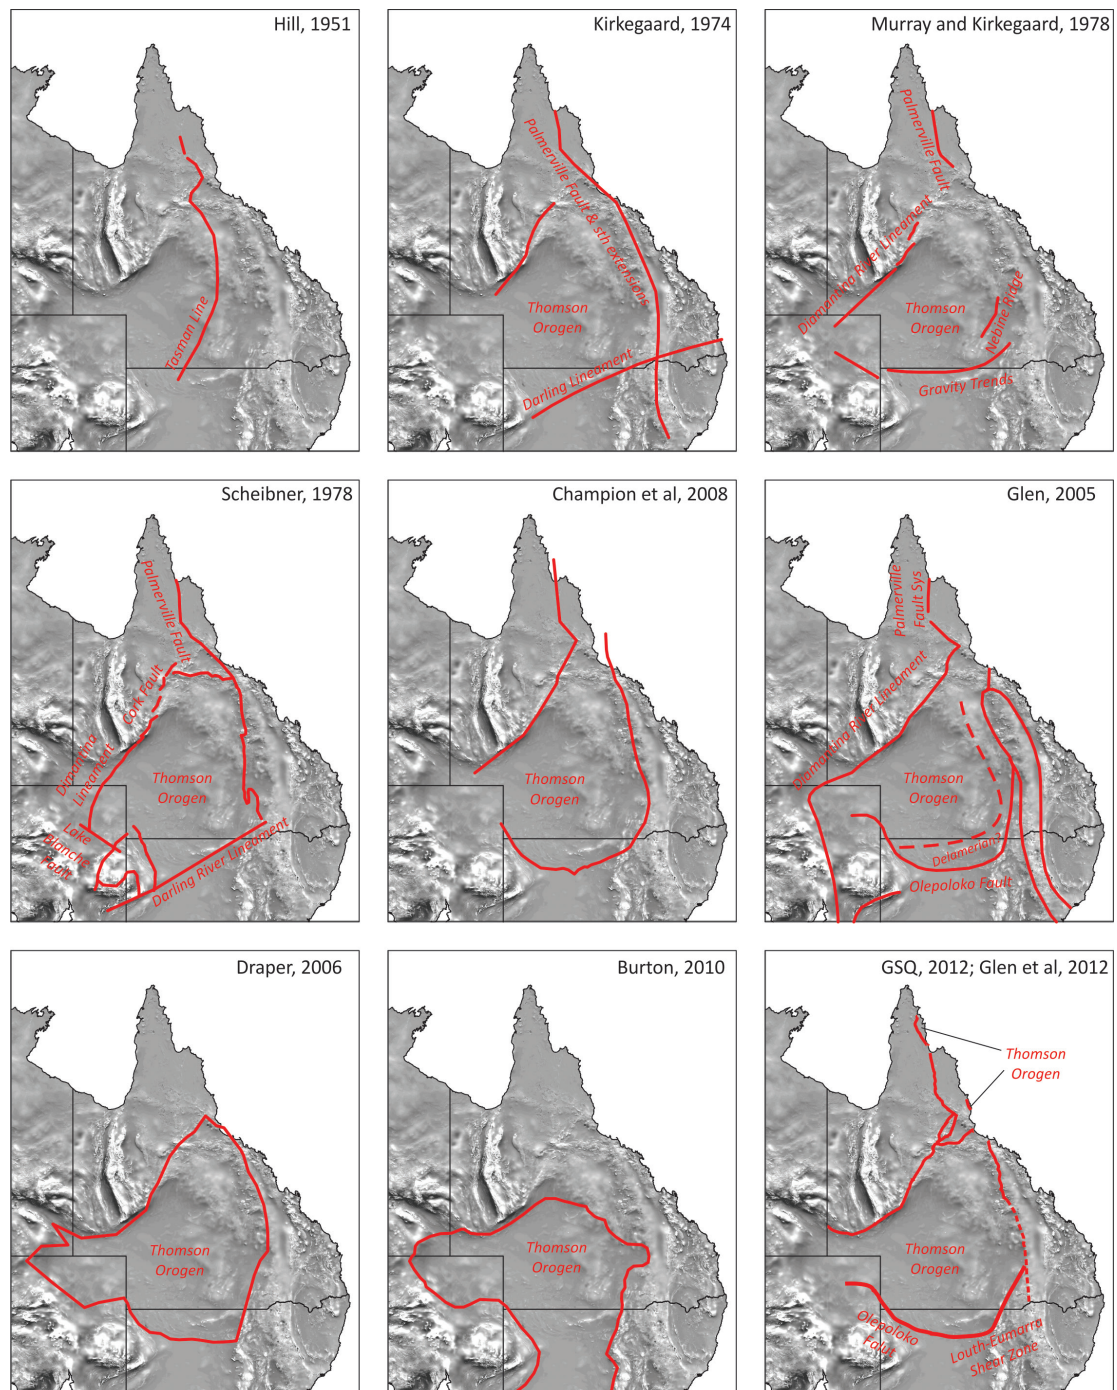 Hill, 1951
Tasman Line
Kirkegaard, 1974
Palmerville Fault & sth extensions
Thomson
Orogen
Darling Lineament
Murray and Kirkegaard, 1978
Palmerville Fault
Diamantina River Lineament
Thomson
Orogen
Nebine Ridge
Gravity Trends
Scheibner, 1978
Palmerville Fault
Cork Fault
Dimantina
Lineament
Thomson
Orogen
Lake
Blanche
Fault
Darling River Lineament
Champion et al, 2008
Thomson
Orogen
Glen, 2005
Palmerville
Fault Sys
Diamantina River Lineament
Thomson
Orogen
Delamerian?
Olepoloko Fault
Draper, 2006
Thomson
Orogen
Burton, 2010
Thomson
Orogen
GSQ, 2012; Glen et al, 2012
Thomson
Orogen
Thomson
Orogen
Olepoloko
Falut
Louth-Eumarra
Shear Zone